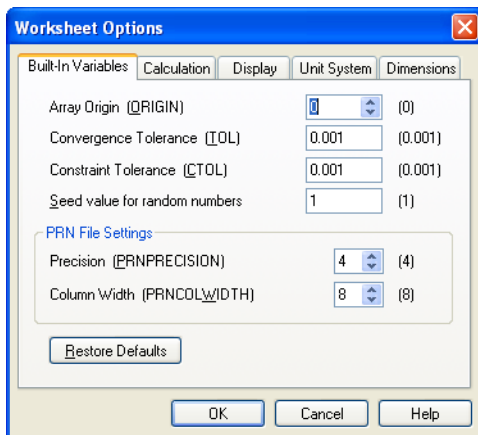 Worksheet Options
Built-In Variables Calculation Display Unit System Dimensions
Array Origin (ORIGIN) 0 (0)
Convergence Tolerance (TOL) 0.001 (0.001)
Constraint Tolerance (CTOL) 0.001 (0.001)
Seed value for random numbers 1 (1)
PRN File Settings
Precision (PRNPRECISION) 4 (4)
Column Width (PRNCOLWIDTH) 8 (8)
Restore Defaults
OK Cancel Help